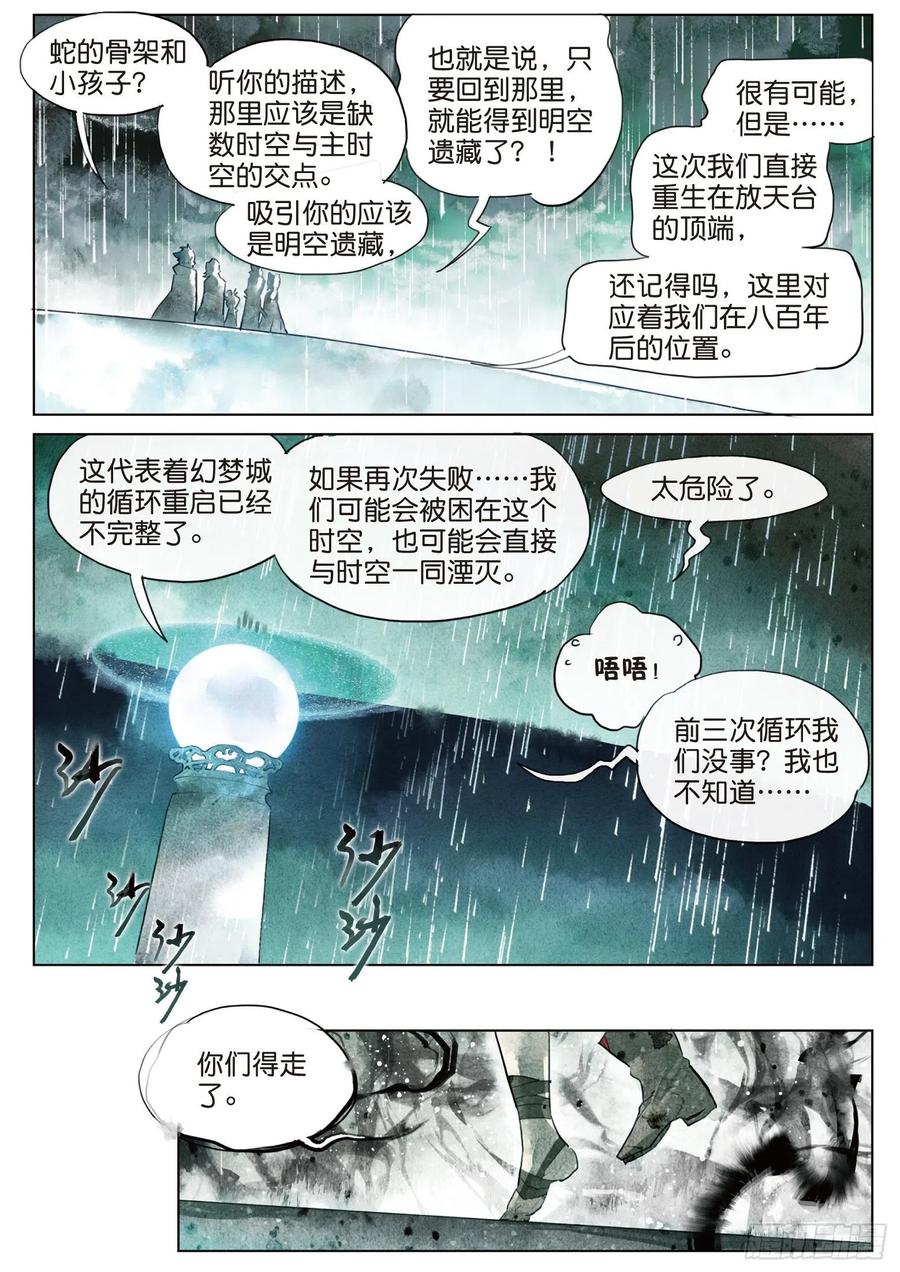 蛇的骨架和
小孩子？
听你的描述，
那里应该是缺
数时空与主时
空的交点。
吸引你的应该
是明空遗藏，
也就是说，只
要回到那里，
就能得到明空
遗藏了？！
很有可能，
但是……
这次我们直接
重生在放天台
的顶端，
还记得吗，这里对
应着我们在八百年
后的位置。
这代表着幻梦城
的循环重启已经
不完整了。
如果再次失败……我
们可能会被困在这个
时空，也可能会直接
与时空一同湮灭。
太危险了。
唔唔！
前三次循环我
们没事？我也
不知道……
沙
沙
沙
沙
沙
沙
沙
你们得走
了。
腾讯动漫